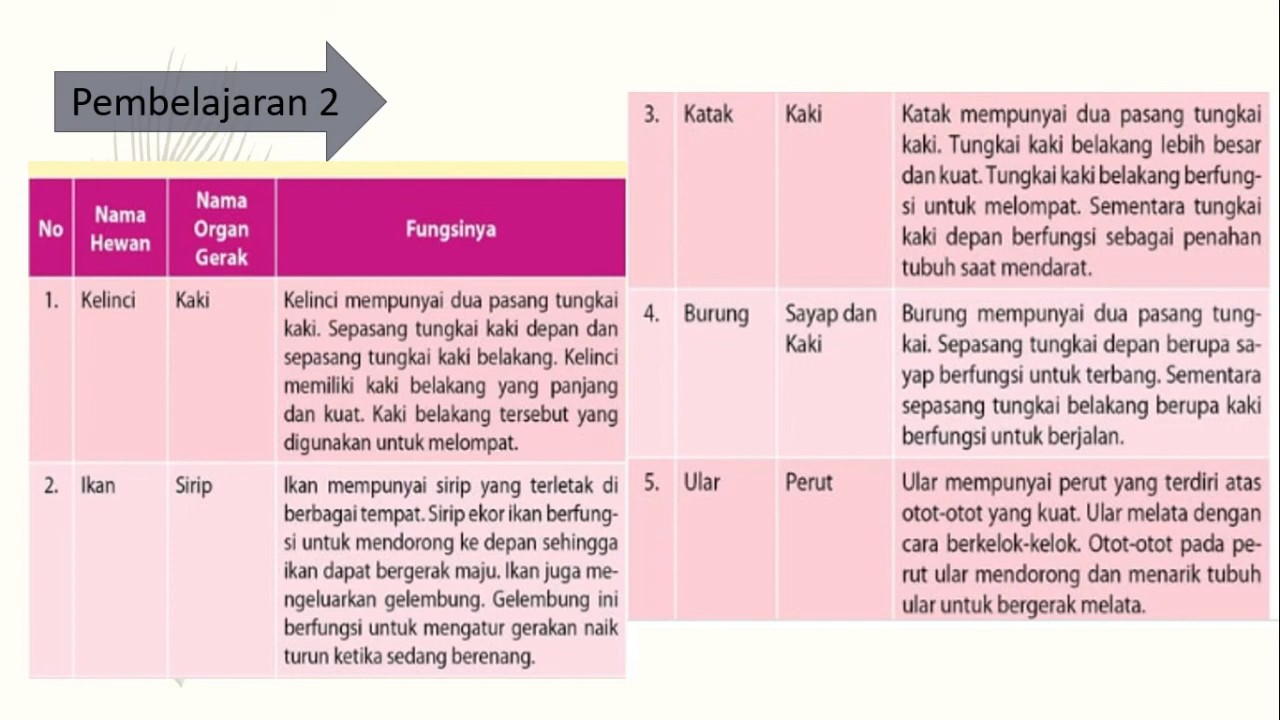 Pembelajaran 2
No
Nama
Hewan
Nama
Organ
Gerak
Fungsinya
1.
Kelinci
Kaki
Kelinci mempunyai dua pasang tungkai
kaki. Sepasang tungkai kaki depan dan
sepasang tungkai kaki belakang. Kelinci
memiliki kaki belakang yang panjang
dan kuat. Kaki belakang tersebut yang
digunakan untuk melompat.
2.
Ikan
Sirip
Ikan mempunyai sirip yang terletak di
berbagai tempat. Sirip ekor ikan berfung-
si untuk mendorong ke depan sehingga
ikan dapat bergerak maju. Ikan juga me-
ngeluarkan gelembung. Gelembung ini
berfungsi untuk mengatur gerakan naik
turun ketika sedang berenang.
3.
Katak
Kaki
Katak mempunyai dua pasang tungkai
kaki. Tungkai kaki belakang lebih besar
dan kuat. Tungkai kaki belakang berfung-
si untuk melompat. Sementara tungkai
kaki depan berfungsi sebagai penahan
tubuh saat mendarat.
4.
Burung
Sayap dan
Kaki
Burung mempunyai dua pasang tung-
kai. Sepasang tungkai depan berupa sa-
yap berfungsi untuk terbang. Sementara
sepasang tungkai belakang berupa kaki
berfungsi untuk berjalan.
5.
Ular
Perut
Ular mempunyai perut yang terdiri atas
otot-otot yang kuat. Ular melata dengan
cara berkelok-kelok. Otot-otot pada pe-
rut ular mendorong dan menarik tubuh
ular untuk bergerak melata.